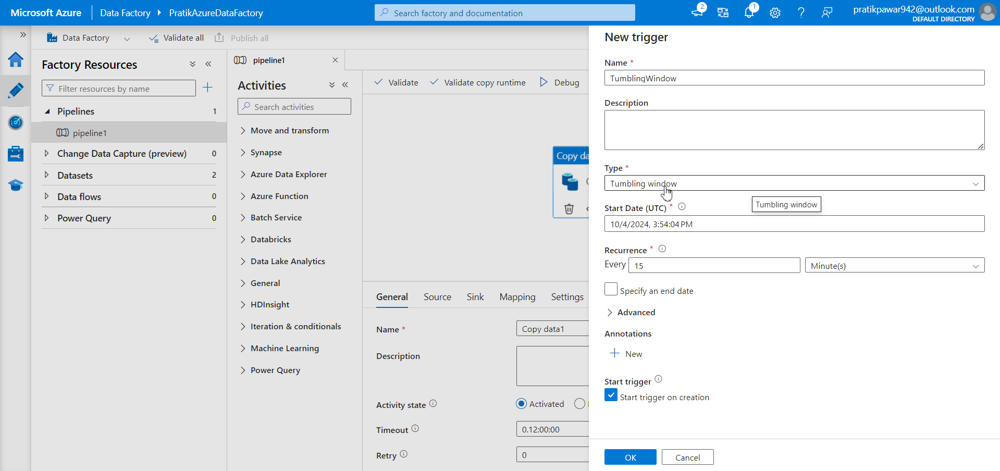 Microsoft Azure
Data Factory
PratikAzureDataFactory
Search factory and documentation
2
1
pratikpawar942@outlook.com
DEFAULT DIRECTORY
Data Factory
Validate all
Publish all
Factory Resources
Filter resources by name
Pipelines 1
pipeline1
Change Data Capture (preview) 0
Datasets 2
Data flows 0
Power Query 0
pipeline1
Activities
Search activities
Move and transform
Synapse
Azure Data Explorer
Azure Function
Batch Service
Databricks
Data Lake Analytics
General
HDInsight
Iteration & conditionals
Machine Learning
Power Query
Validate
Validate copy runtime
Debug
Copy da
General
Source
Sink
Mapping
Settings
Name *
Copy data1
Description
Activity state
Activated
Timeout
0.12:00:00
Retry
0
New trigger
Name *
TumblingWindow
Description
Type *
Tumbling window
Tumbling window
Start Date (UTC) *
10/4/2024, 3:54:04 PM
Recurrence *
Every 15 Minute(s)
Specify an end date
Advanced
Annotations
New
Start trigger
Start trigger on creation
OK
Cancel